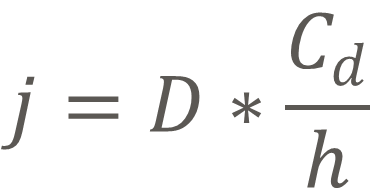 j = D * C_d / h